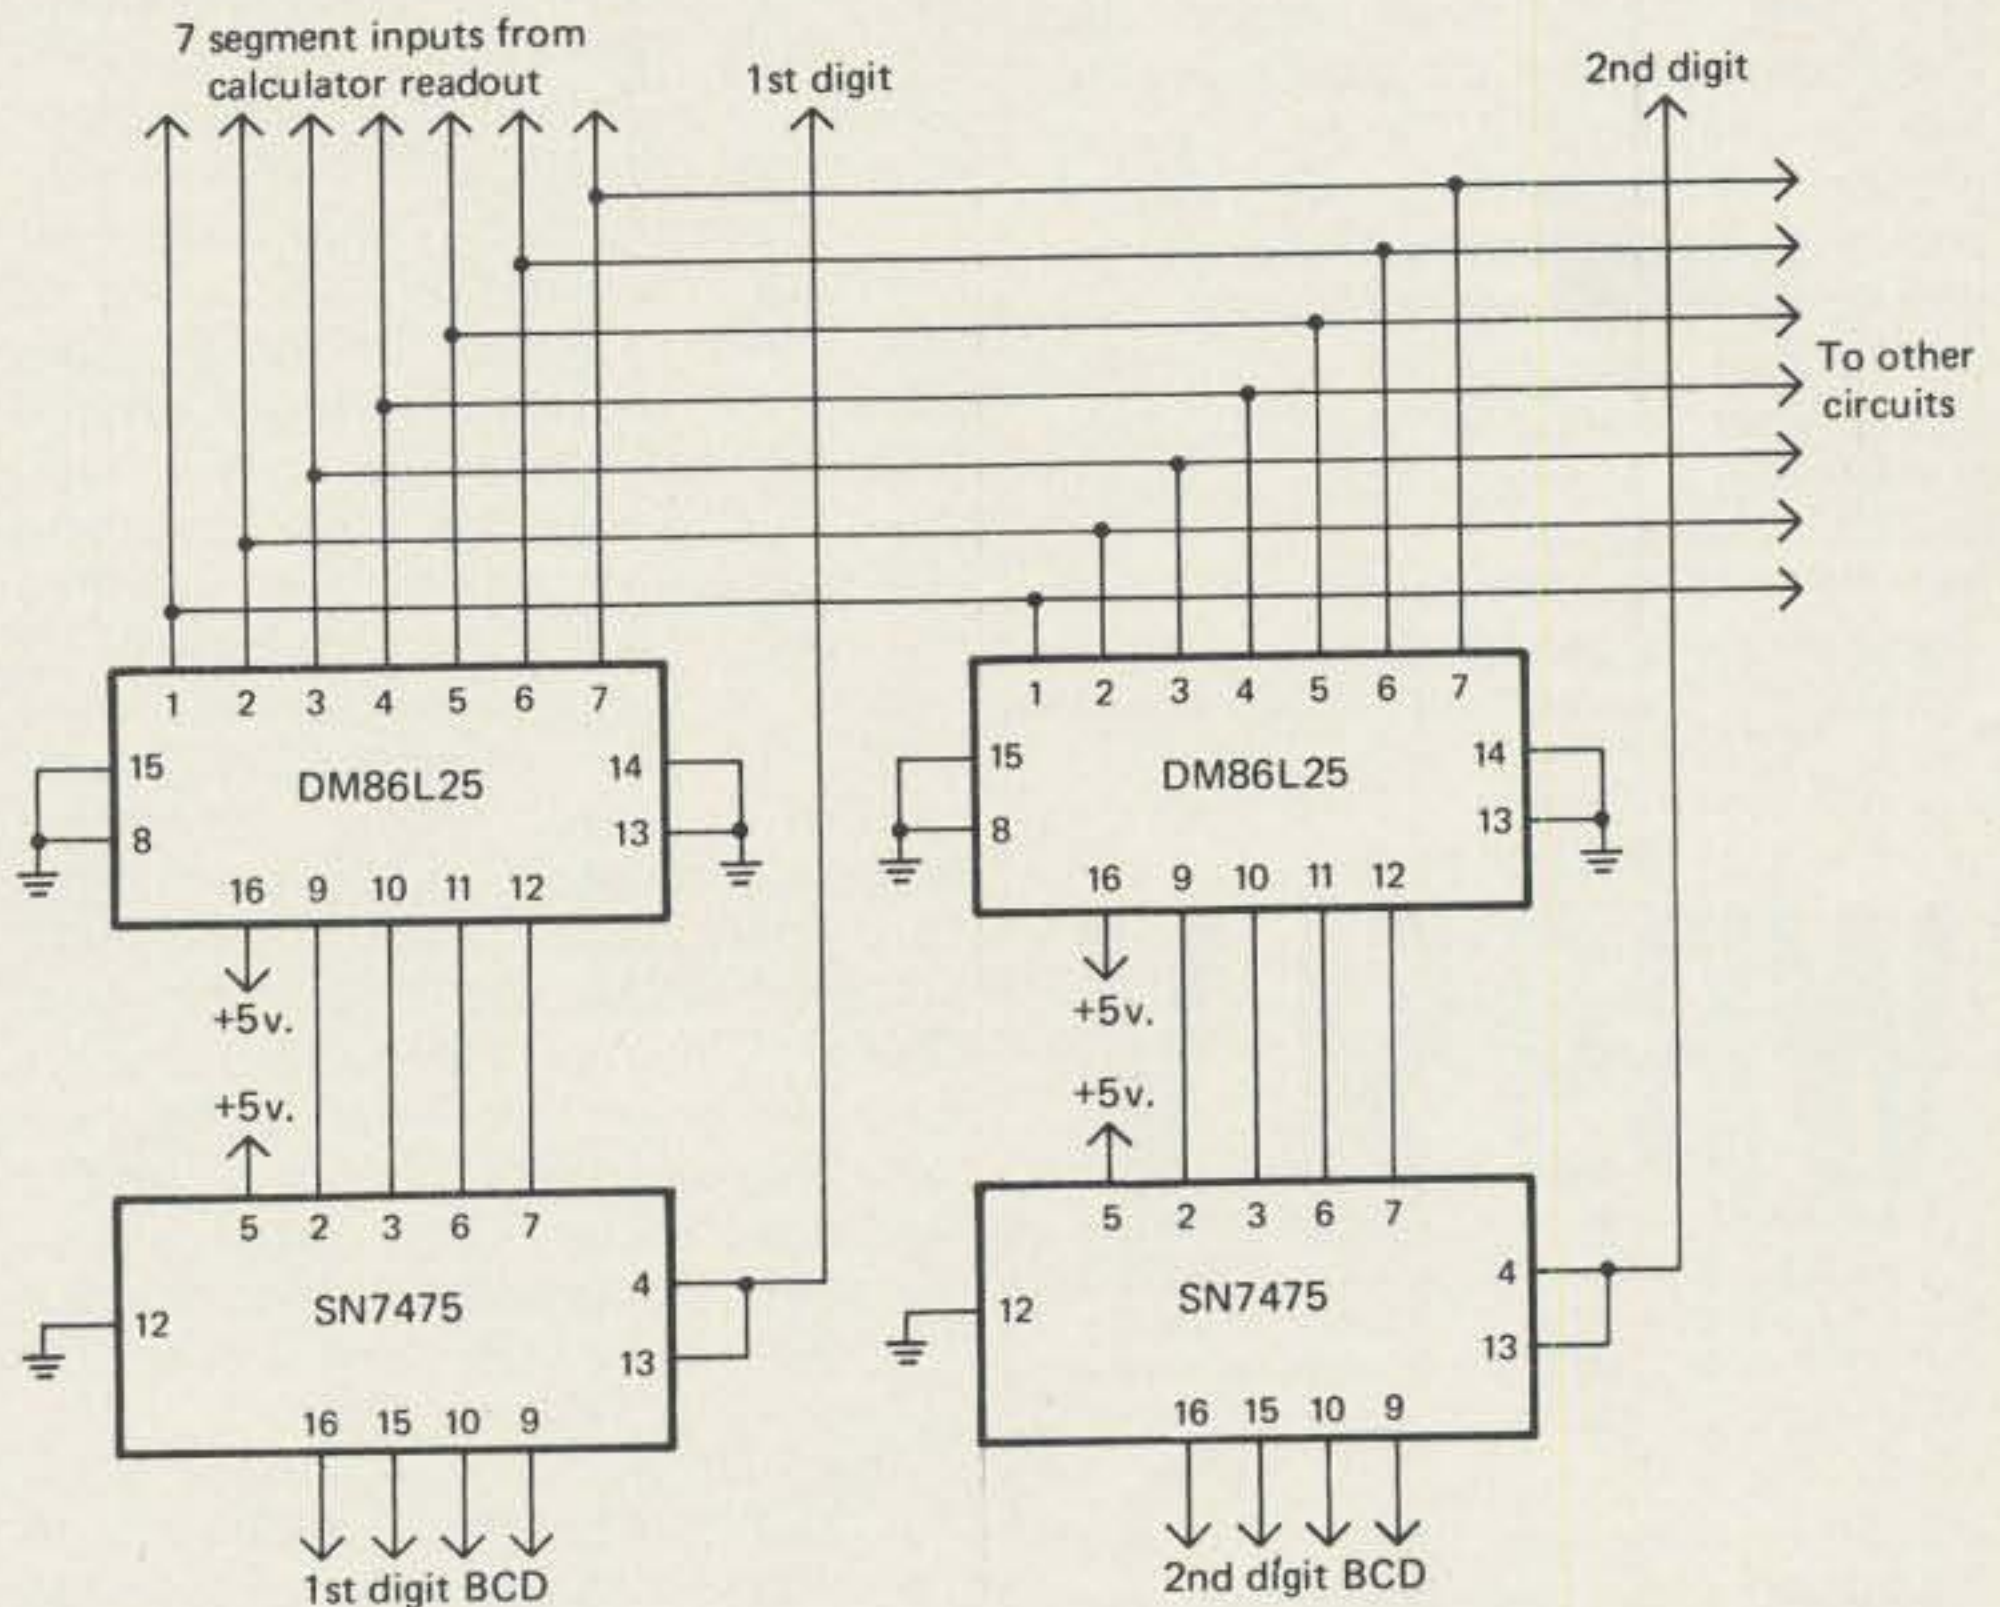 7 segment inputs from
calculator readout
1st digit
2nd digit
To other
circuits
1 2 3 4 5 6 7
15 DM86L25 14
8 13
16 9 10 11 12
+5v.
+5v.
5 2 3 6 7
4
12 SN7475
13
16 15 10 9
1st digit BCD
1 2 3 4 5 6 7
15 DM86L25 14
8 13
16 9 10 11 12
+5v.
+5v.
5 2 3 6 7
4
12 SN7475
13
16 15 10 9
2nd digit BCD